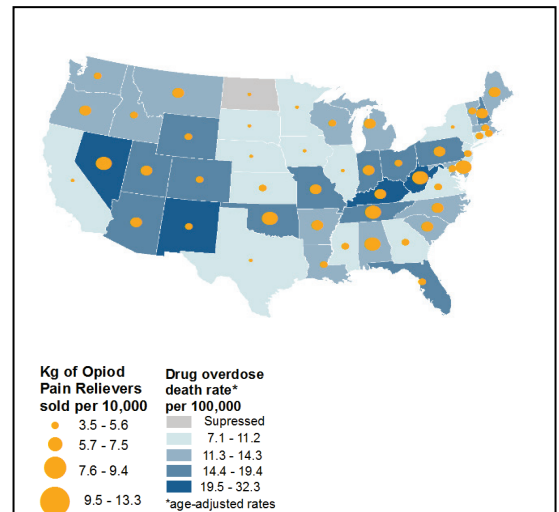 Kg of Opiod
Pain Relievers
sold per 10,000
3.5 - 5.6
5.7 - 7.5
7.6 - 9.4
9.5 - 13.3
Drug overdose
death rate*
per 100,000
Supressed
7.1 - 11.2
11.3 - 14.3
14.4 - 19.4
19.5 - 32.3
*age-adjusted rates